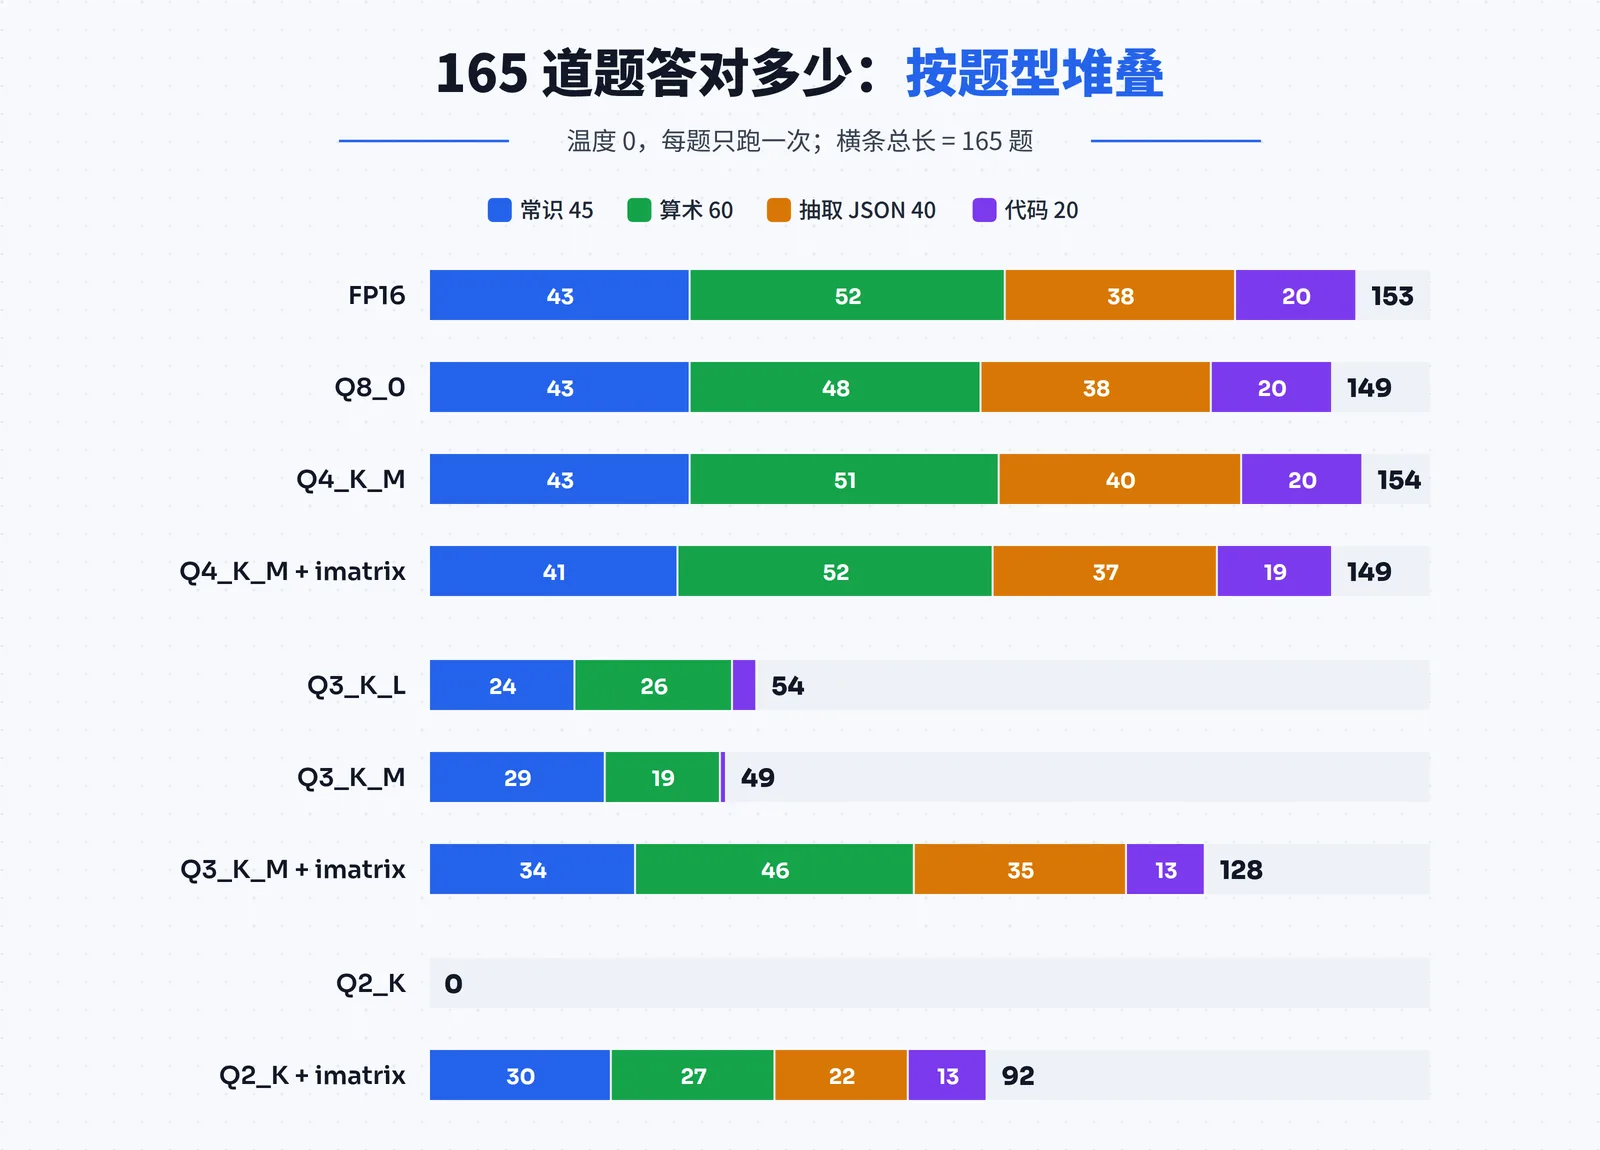 165 道题答对多少：按题型堆叠
温度 0，每题只跑一次；横条总长 = 165 题
常识 45 算术 60 抽取 JSON 40 代码 20
FP16 43 52 38 20 153
Q8_0 43 48 38 20 149
Q4_K_M 43 51 40 20 154
Q4_K_M + imatrix 41 52 37 19 149
Q3_K_L 24 26 54
Q3_K_M 29 19 49
Q3_K_M + imatrix 34 46 35 13 128
Q2_K 0
Q2_K + imatrix 30 27 22 13 92